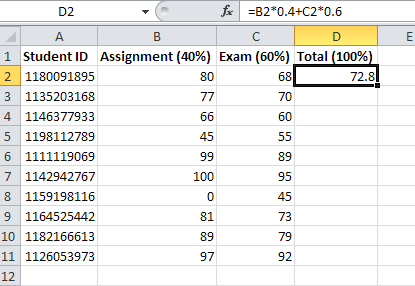 D2 fx =B2*0.4+C2*0.6
A B C D E
1 Student ID Assignment (40%) Exam (60%) Total (100%)
2 1180091895 80 68 72.8
3 1135203168 77 70
4 1146377933 66 60
5 1198112789 45 55
6 1111119069 99 89
7 1142942767 100 95
8 1159198116 0 45
9 1164525442 81 73
10 1182166613 89 79
11 1126053973 97 92
12